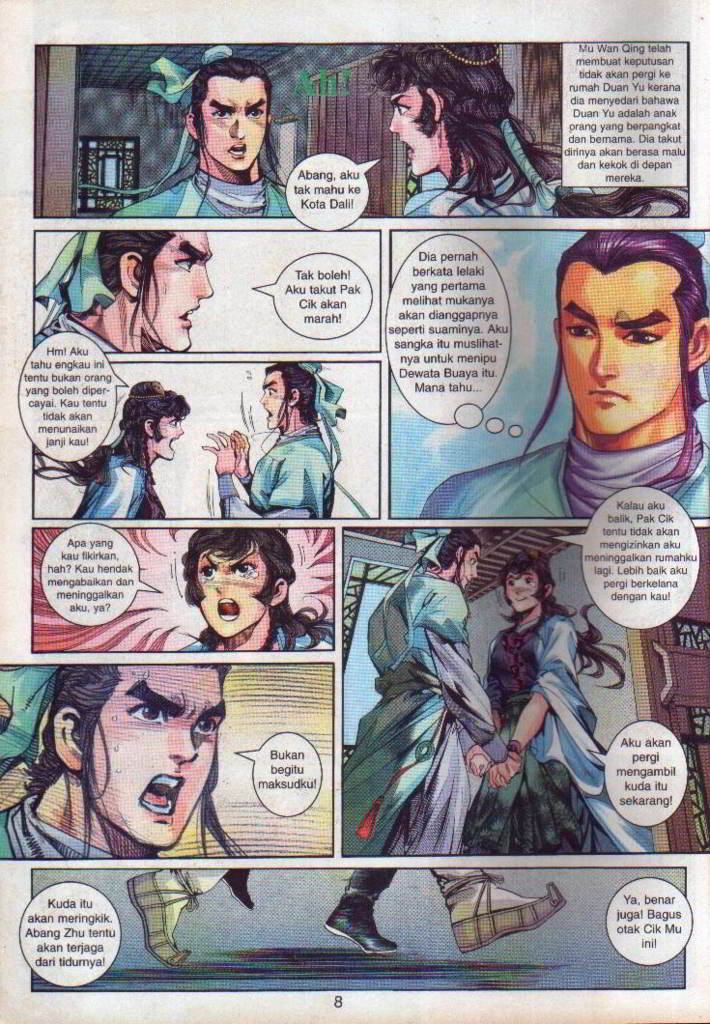 Ah!
Mu Wan Qing telah
membuat keputusan
tidak akan pergi ke
rumah Duan Yu kerana
dia menyedari bahawa
Duan Yu adalah anak
orang yang berpangkat
dan bernama. Dia takut
dirinya akan berasa malu
dan kekok di depan
mereka.
Abang, aku
tak mahu ke
Kota Dali!
Tak boleh!
Aku takut Pak
Cik akan
marah!
Hm! Aku
tahu engkau ini
tentu bukan orang
yang boleh diper-
cayai. Kau tentu
tidak akan
menunaikan
janji kau!
Dia pernah
berkata lelaki
yang pertama
melihat mukanya
akan dianggapnya
seperti suaminya. Aku
sangka itu muslihat-
nya untuk menipu
Dewata Buaya itu.
Mana tahu...
Apa yang
kau fikirkan,
hah? Kau hendak
mengabaikan dan
meninggalkan
aku, ya?
Bukan
begitu
maksudku!
Kalau aku
balik, Pak Cik
tentu tidak akan
mengizinkan aku
meninggalkan rumahku
lagi. Lebih baik aku
pergi berkelana
dengan kau!
Aku akan
pergi
mengambil
kuda itu
sekarang!
Kuda itu
akan meringkik.
Abang Zhu tentu
akan terjaga
dari tidurnya!
Ya, benar
juga! Bagus
otak Cik Mu
ini!
8